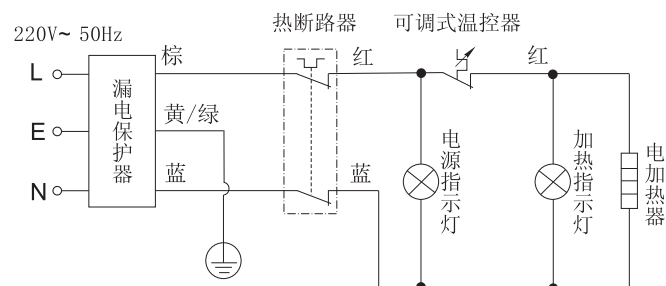 220V~ 50Hz
热断路器
可调式温控器
L
棕
红
红
E
黄/绿
N
蓝
蓝
漏电保护器
电源指示灯
加热指示灯
电加热器